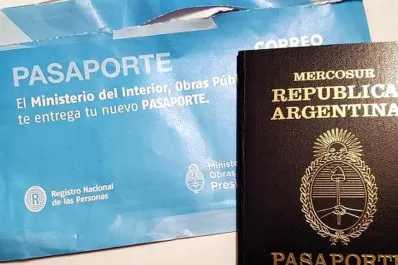 CORREO
PASAPORTE
El Ministerio del Interior, Obras Púb
te entrega tu nuevo PASAPORTE.
Registro Nacional
de las Personas
Minist
Obras
Presi
MERCOSUR
REPUBLICA
ARGENTINA
PASAPORTE